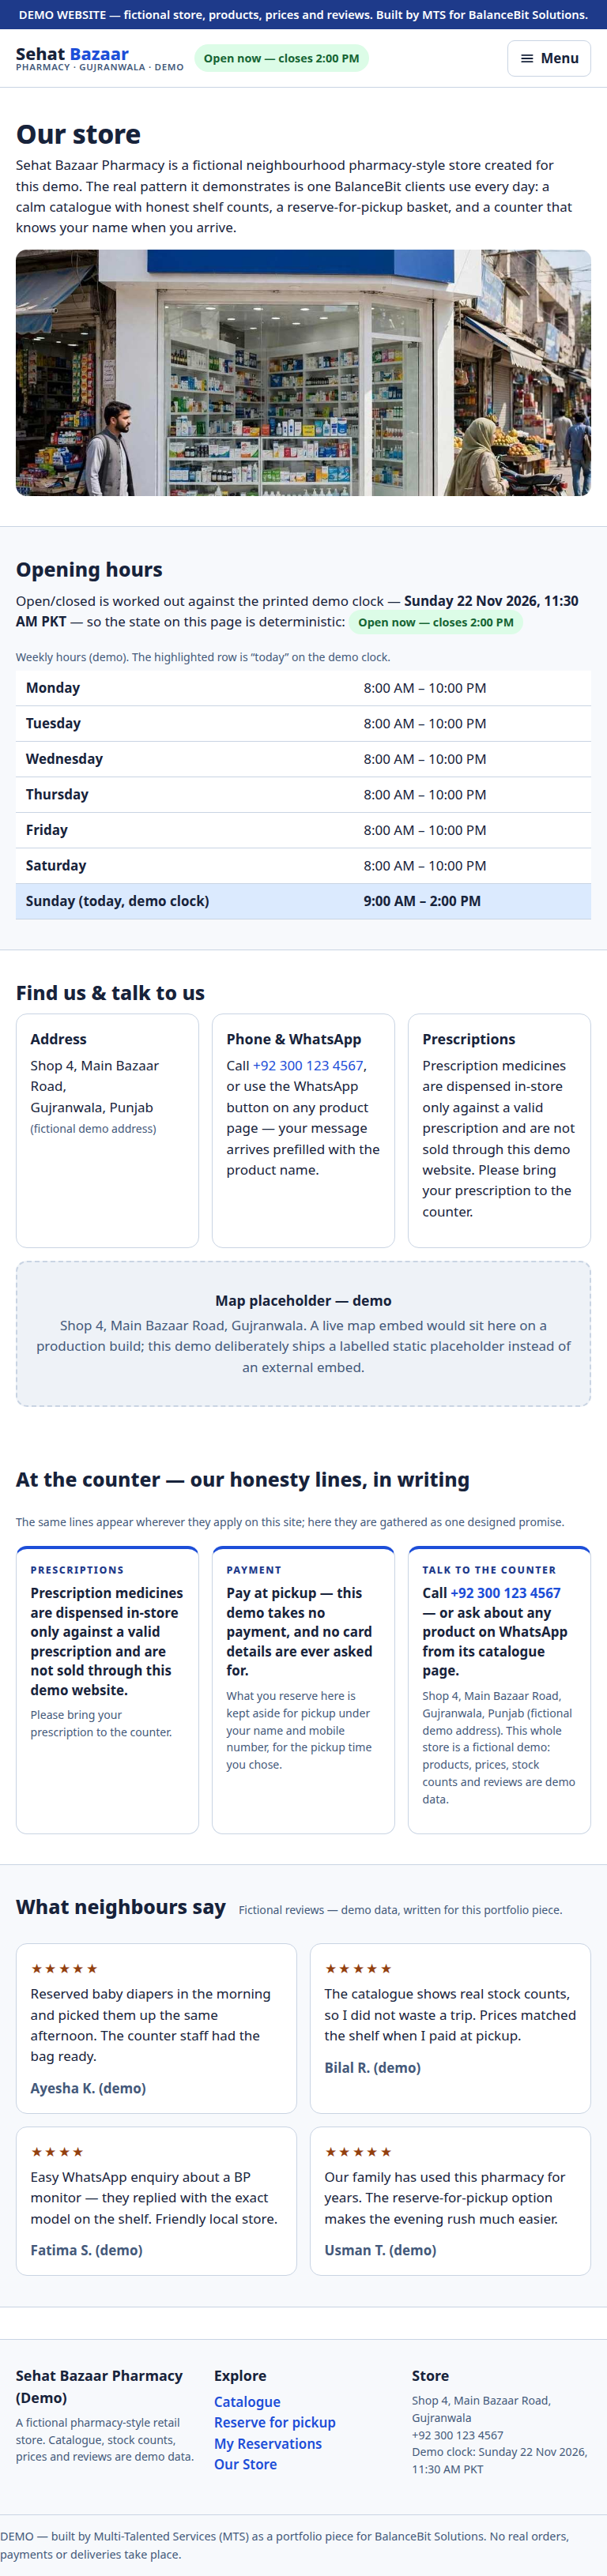 DEMO WEBSITE — fictional store, products, prices and reviews. Built by MTS for BalanceBit Solutions.
Sehat Bazaar
PHARMACY · GUJRANWALA · DEMO
Open now — closes 2:00 PM
Menu
Our store
Sehat Bazaar Pharmacy is a fictional neighbourhood pharmacy-style store created for
this demo. The real pattern it demonstrates is one BalanceBit clients use every day: a
calm catalogue with honest shelf counts, a reserve-for-pickup basket, and a counter that
knows your name when you arrive.
Opening hours
Open/closed is worked out against the printed demo clock — Sunday 22 Nov 2026, 11:30
AM PKT — so the state on this page is deterministic: Open now — closes 2:00 PM
Weekly hours (demo). The highlighted row is “today” on the demo clock.
Monday 8:00 AM – 10:00 PM
Tuesday 8:00 AM – 10:00 PM
Wednesday 8:00 AM – 10:00 PM
Thursday 8:00 AM – 10:00 PM
Friday 8:00 AM – 10:00 PM
Saturday 8:00 AM – 10:00 PM
Sunday (today, demo clock) 9:00 AM – 2:00 PM
Find us & talk to us
Address
Shop 4, Main Bazaar
Road,
Gujranwala, Punjab
(fictional demo address)
Phone & WhatsApp
Call +92 300 123 4567,
or use the WhatsApp
button on any product
page — your message
arrives prefilled with the
product name.
Prescriptions
Prescription medicines
are dispensed in-store
only against a valid
prescription and are not
sold through this demo
website. Please bring
your prescription to the
counter.
Map placeholder — demo
Shop 4, Main Bazaar Road, Gujranwala. A live map embed would sit here on a
production build; this demo deliberately ships a labelled static placeholder instead of
an external embed.
At the counter — our honesty lines, in writing
The same lines appear wherever they apply on this site; here they are gathered as one designed promise.
PRESCRIPTIONS
Prescription medicines
are dispensed in-store
only against a valid
prescription and are
not sold through this
demo website.
Please bring your
prescription to the counter.
PAYMENT
Pay at pickup — this
demo takes no
payment, and no card
details are ever asked
for.
What you reserve here is
kept aside for pickup under
your name and mobile
number, for the pickup time
you chose.
TALK TO THE COUNTER
Call +92 300 123 4567
— or ask about any
product on WhatsApp
from its catalogue
page.
Shop 4, Main Bazaar Road,
Gujranwala, Punjab (fictional
demo address). This whole
store is a fictional demo:
products, prices, stock
counts and reviews are demo
data.
What neighbours say
Fictional reviews — demo data, written for this portfolio piece.
★★★★★
Reserved baby diapers in the morning
and picked them up the same
afternoon. The counter staff had the
bag ready.
Ayesha K. (demo)
★★★★★
The catalogue shows real stock counts,
so I did not waste a trip. Prices matched
the shelf when I paid at pickup.
Bilal R. (demo)
★★★★
Easy WhatsApp enquiry about a BP
monitor — they replied with the exact
model on the shelf. Friendly local store.
Fatima S. (demo)
★★★★★
Our family has used this pharmacy for
years. The reserve-for-pickup option
makes the evening rush much easier.
Usman T. (demo)
Sehat Bazaar Pharmacy
(Demo)
A fictional pharmacy-style retail
store. Catalogue, stock counts,
prices and reviews are demo data.
Explore
Catalogue
Reserve for pickup
My Reservations
Our Store
Store
Shop 4, Main Bazaar Road,
Gujranwala
+92 300 123 4567
Demo clock: Sunday 22 Nov 2026,
11:30 AM PKT
DEMO — built by Multi-Talented Services (MTS) as a portfolio piece for BalanceBit Solutions. No real orders,
payments or deliveries take place.